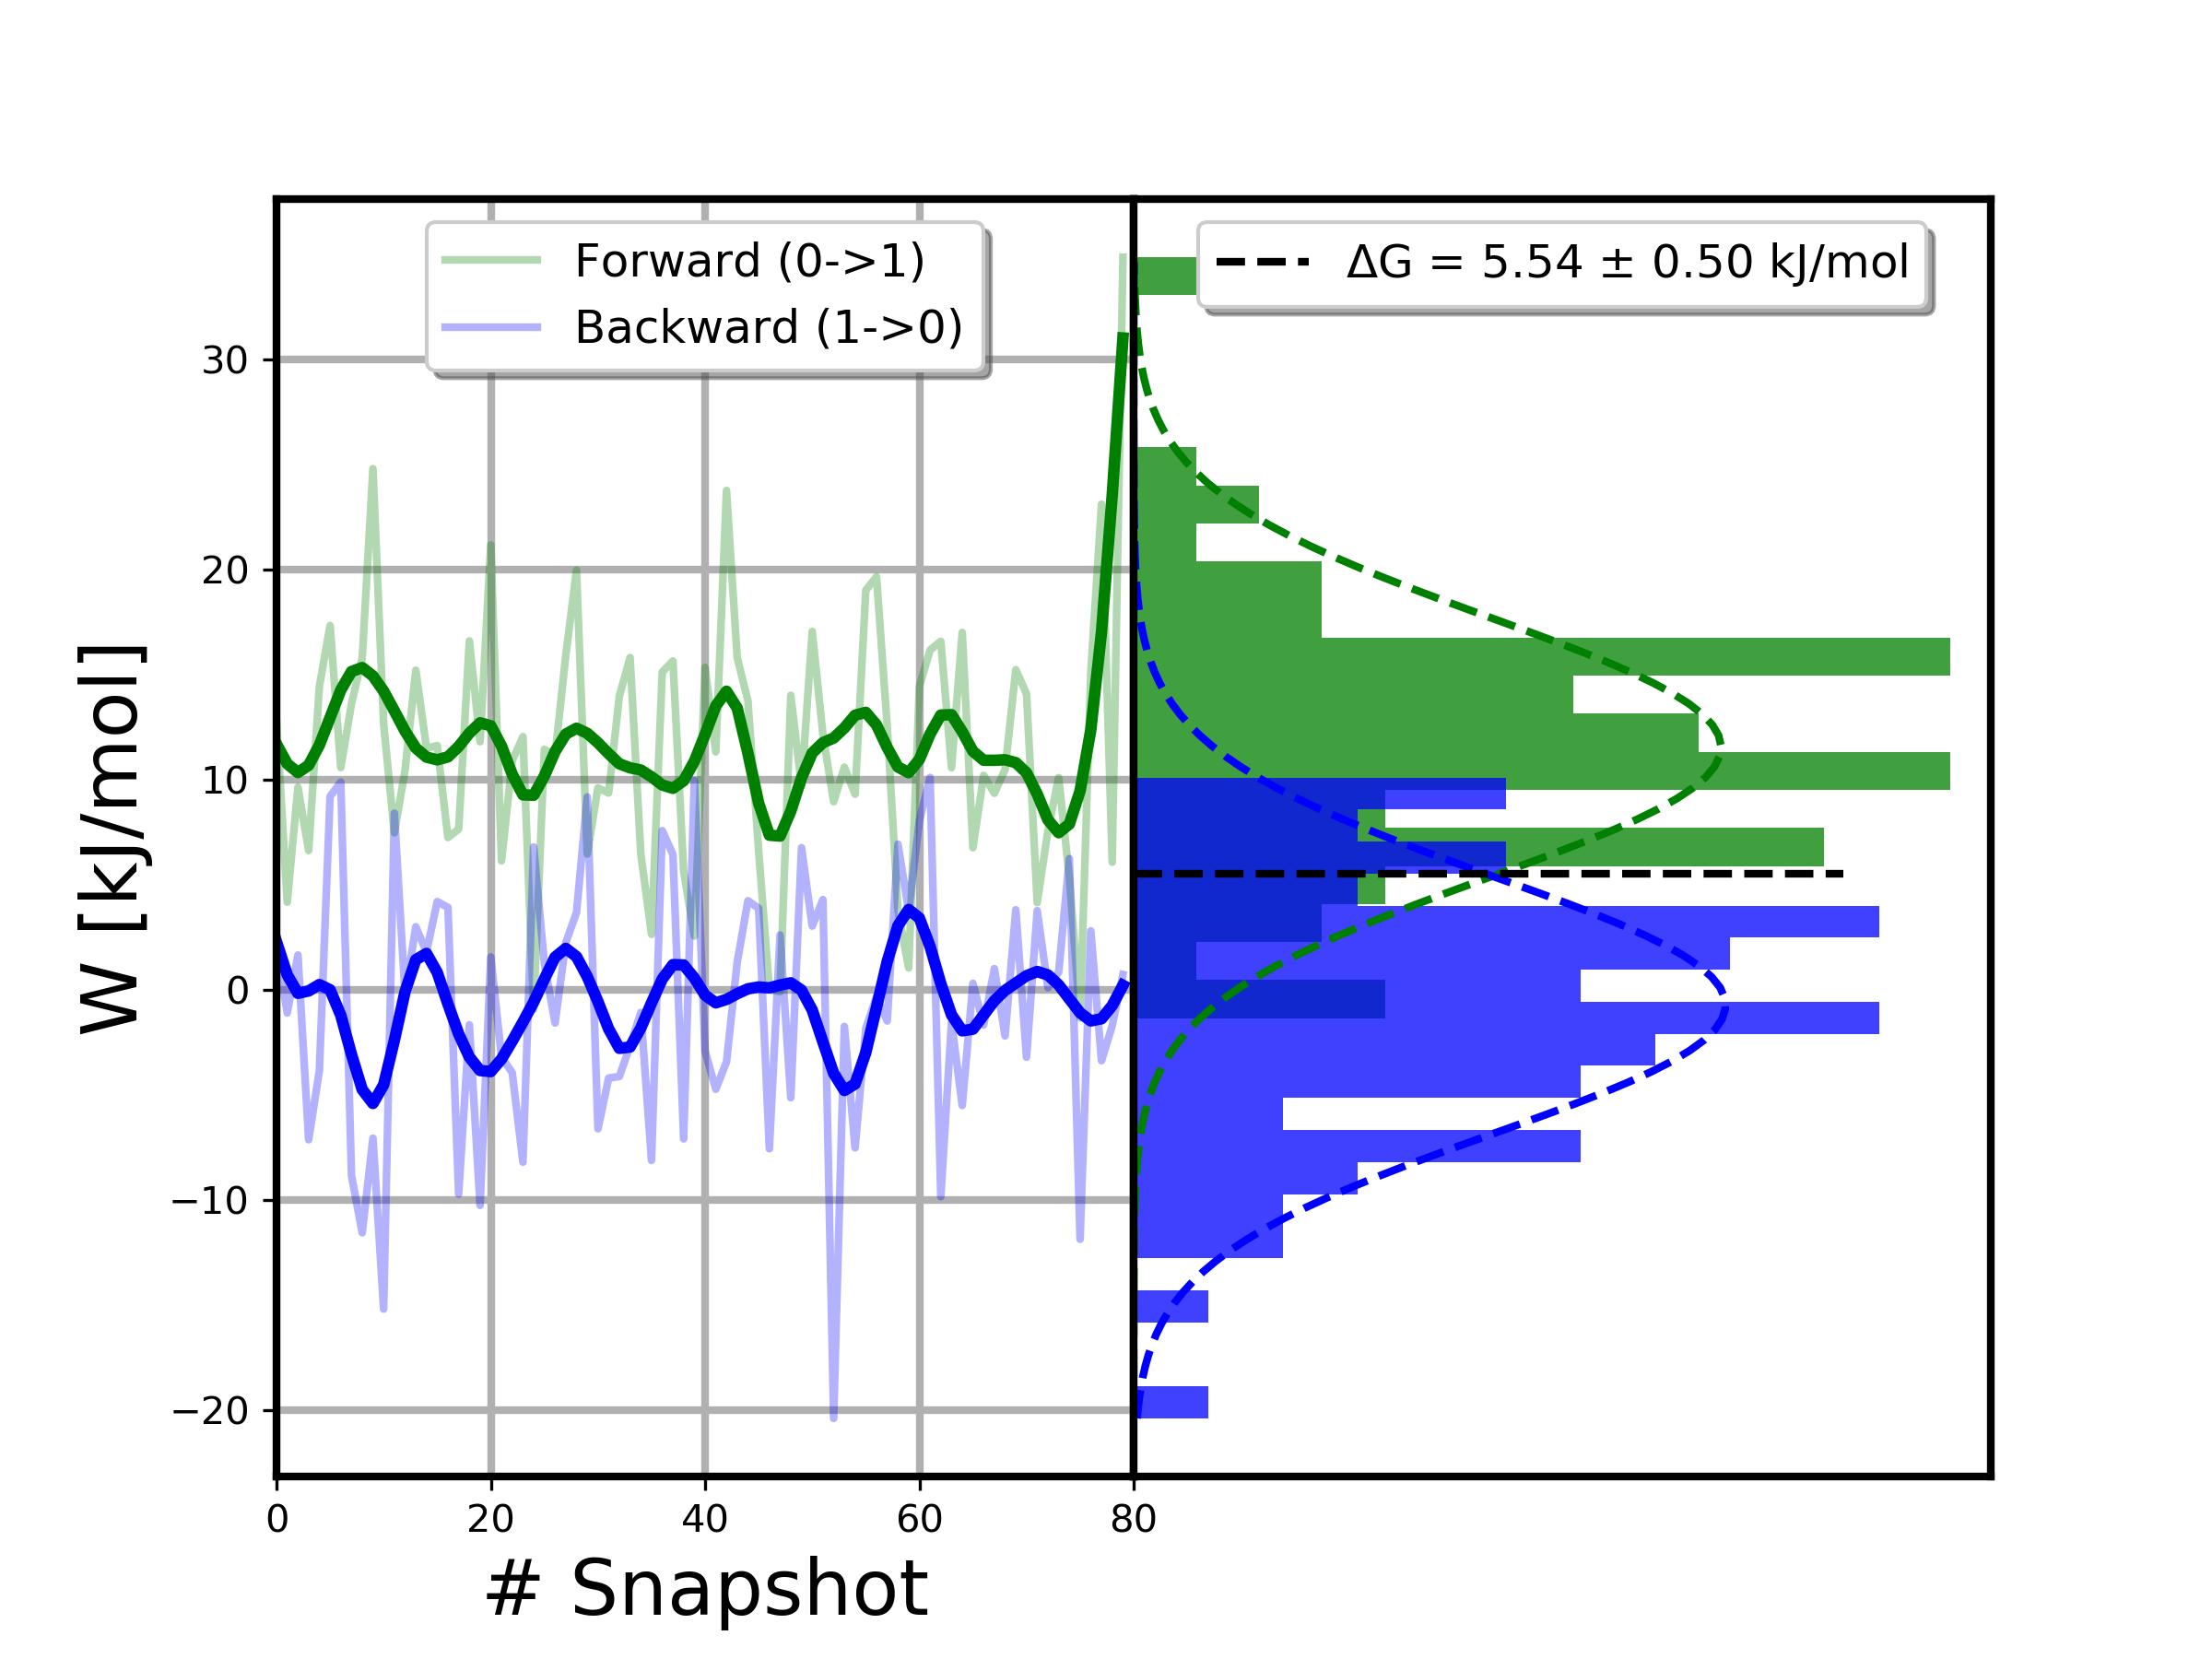 Forward (0->1)
Backward (1->0)
ΔG = 5.54 ± 0.50 kJ/mol
W [kJ/mol]
30
20
10
0
−10
−20
0 20 40 60 80
# Snapshot